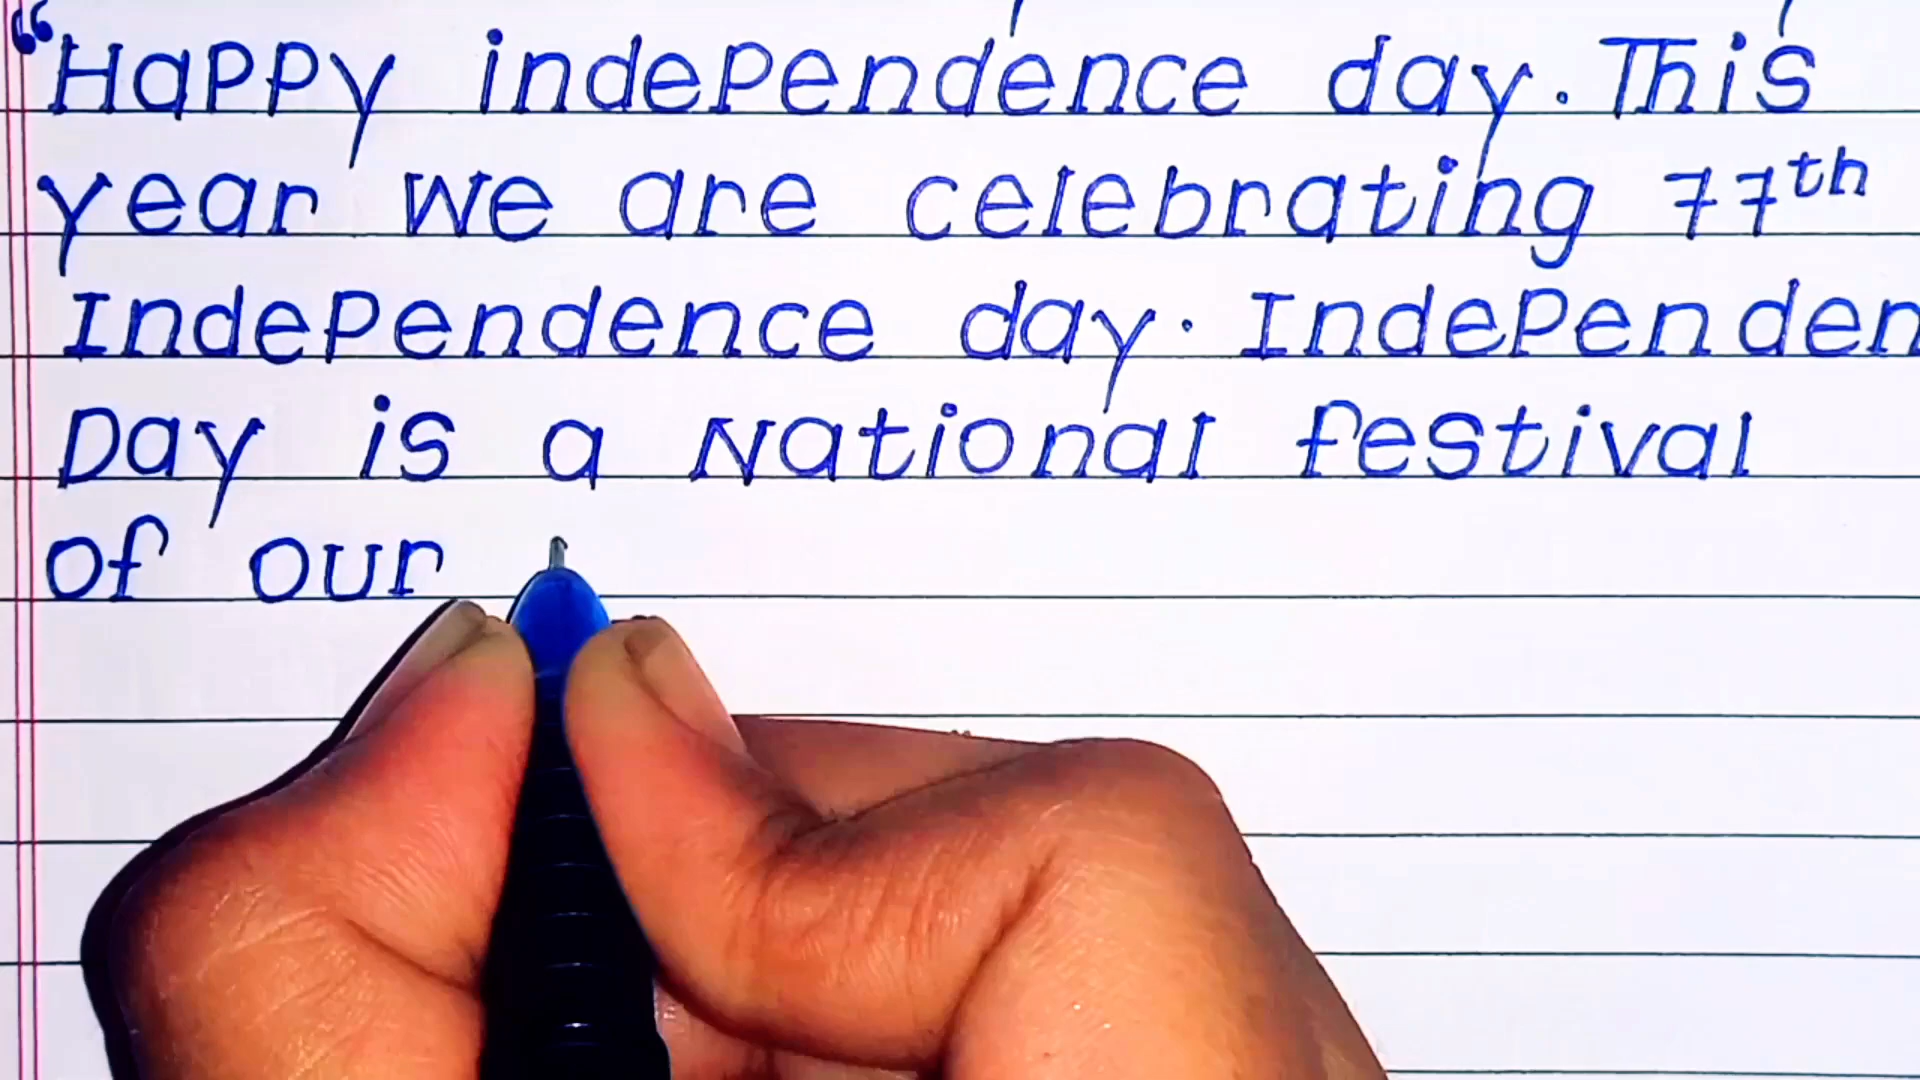 “Happy independence day. This
year we are celebrating 77th
Independence day. Independen
Day is a National festival
of our